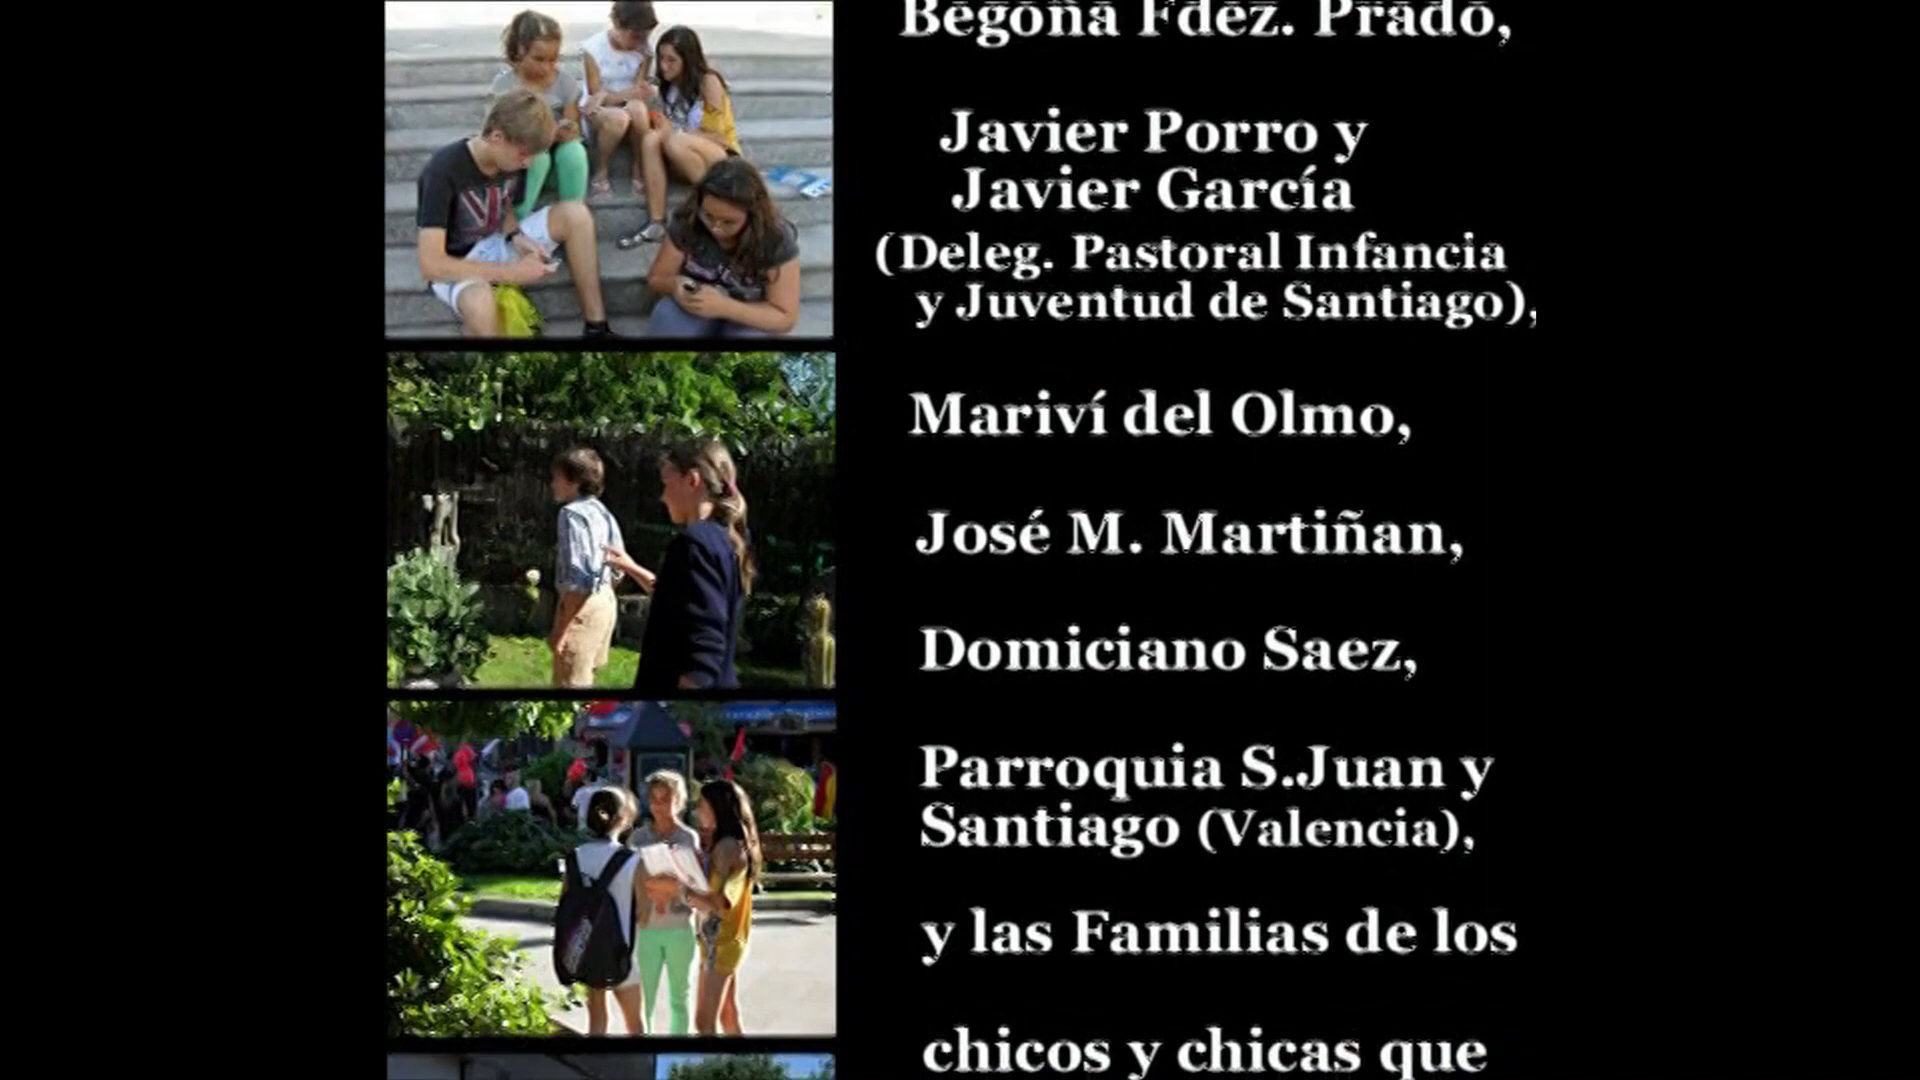 Begoña Fdez. Prado,
Javier Porro y
Javier García
(Deleg. Pastoral Infancia
y Juventud de Santiago),
Mariví del Olmo,
José M. Martiñan,
Domiciano Saez,
Parroquia S.Juan y
Santiago (Valencia),
y las Familias de los
chicos y chicas que